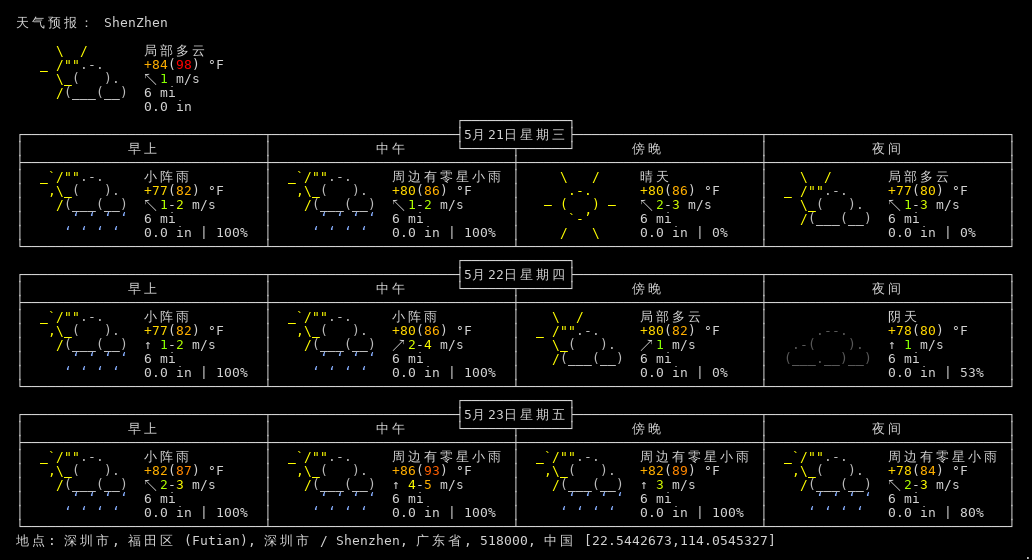 天气预报： ShenZhen
局部多云
+84(98) °F
↖1 m/s
6 mi
0.0 in
5月21日星期三
早上 中午 傍晚 夜间
小阵雨 周边有零星小雨 晴天 局部多云
+77(82) °F +80(86) °F +80(86) °F +77(80) °F
↖1-2 m/s ↖1-2 m/s ↖2-3 m/s ↖1-3 m/s
6 mi 6 mi 6 mi 6 mi
0.0 in | 100% 0.0 in | 100% 0.0 in | 0% 0.0 in | 0%
5月22日星期四
早上 中午 傍晚 夜间
小阵雨 小阵雨 局部多云 阴天
+77(82) °F +80(86) °F +80(82) °F +78(80) °F
↑ 1-2 m/s ↗2-4 m/s ↗1 m/s ↑ 1 m/s
6 mi 6 mi 6 mi 6 mi
0.0 in | 100% 0.0 in | 100% 0.0 in | 0% 0.0 in | 53%
5月23日星期五
早上 中午 傍晚 夜间
小阵雨 周边有零星小雨 周边有零星小雨 周边有零星小雨
+82(87) °F +86(93) °F +82(89) °F +78(84) °F
↖2-3 m/s ↑ 4-5 m/s ↑ 3 m/s ↖2-3 m/s
6 mi 6 mi 6 mi 6 mi
0.0 in | 100% 0.0 in | 100% 0.0 in | 100% 0.0 in | 80%
地点: 深圳市, 福田区 (Futian), 深圳市 / Shenzhen, 广东省, 518000, 中国 [22.5442673,114.0545327]